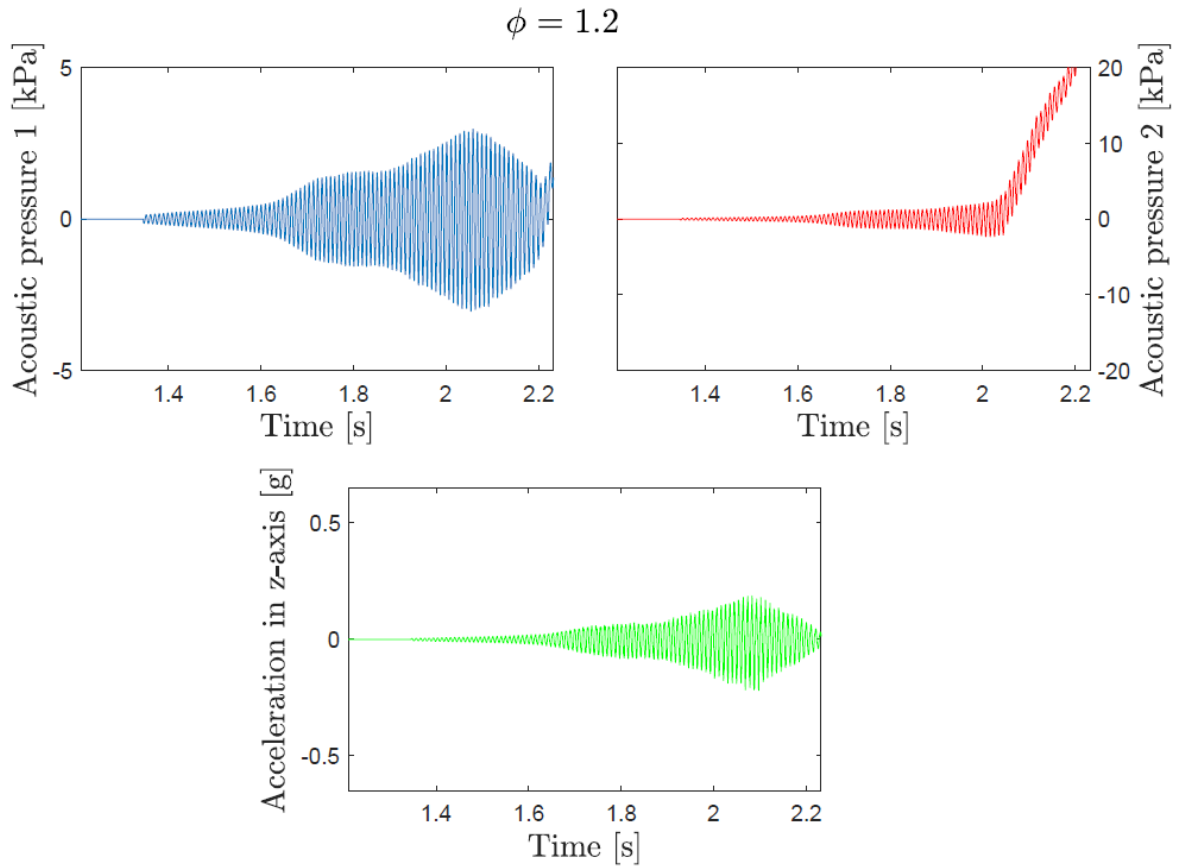 ϕ = 1.2
Acoustic pressure 1 [kPa]
5
0
-5
1.4 1.6 1.8 2 2.2
Time [s]
Acoustic pressure 2 [kPa]
20
10
0
-10
-20
1.4 1.6 1.8 2 2.2
Time [s]
Acceleration in z-axis [g]
0.5
0
-0.5
1.4 1.6 1.8 2 2.2
Time [s]